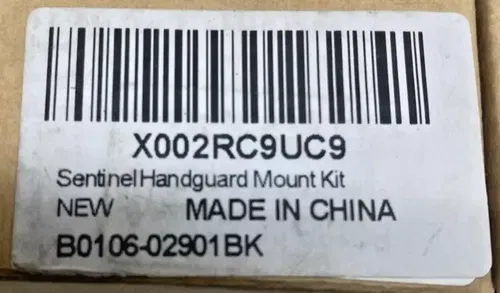 X002RC9UC9
Sentinel Handguard Mount Kit
NEW MADE IN CHINA
B0106-02901BK